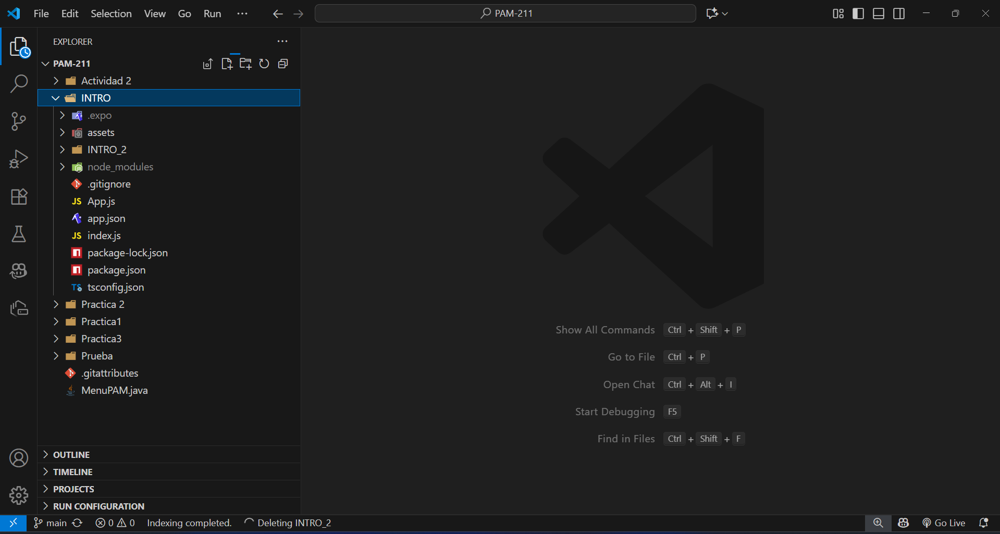 File Edit Selection View Go Run ···
PAM-211
EXPLORER
PAM-211
Actividad 2
INTRO
.expo
assets
INTRO_2
node_modules
.gitignore
JS App.js
app.json
JS index.js
package-lock.json
package.json
TS tsconfig.json
Practica 2
Practica1
Practica3
Prueba
.gitattributes
MenuPAM.java
OUTLINE
TIMELINE
PROJECTS
RUN CONFIGURATION
Show All Commands Ctrl + Shift + P
Go to File Ctrl + P
Open Chat Ctrl + Alt + I
Start Debugging F5
Find in Files Ctrl + Shift + F
main 0 0 Indexing completed. Deleting INTRO_2 Go Live